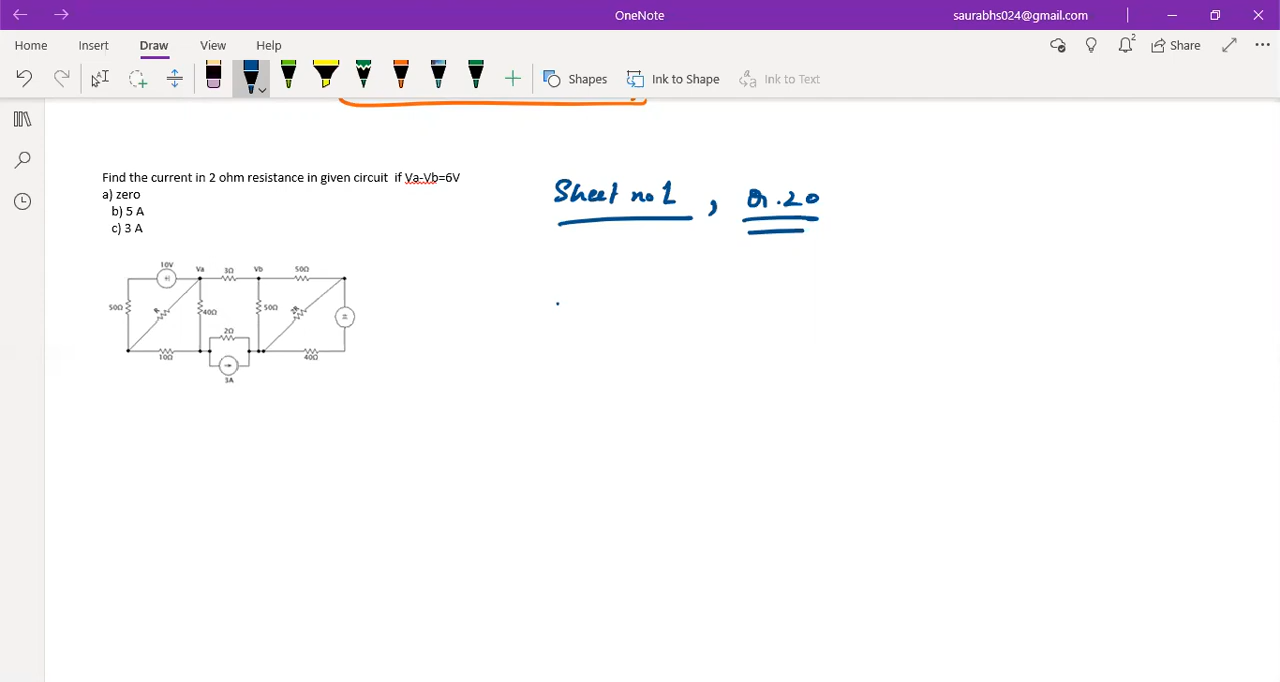 OneNote
saurabhs024@gmail.com
Home Insert Draw View Help
2
Share
Shapes
Ink to Shape
Ink to Text
Find the current in 2 ohm resistance in given circuit if Va-Vb=6V
a) zero
b) 5 A
c) 3 A
Sheet no 1 , Qn.20
10V Va 3Ω Vb 50Ω
50Ω R 40Ω 50Ω
2Ω
10Ω 40Ω
3A